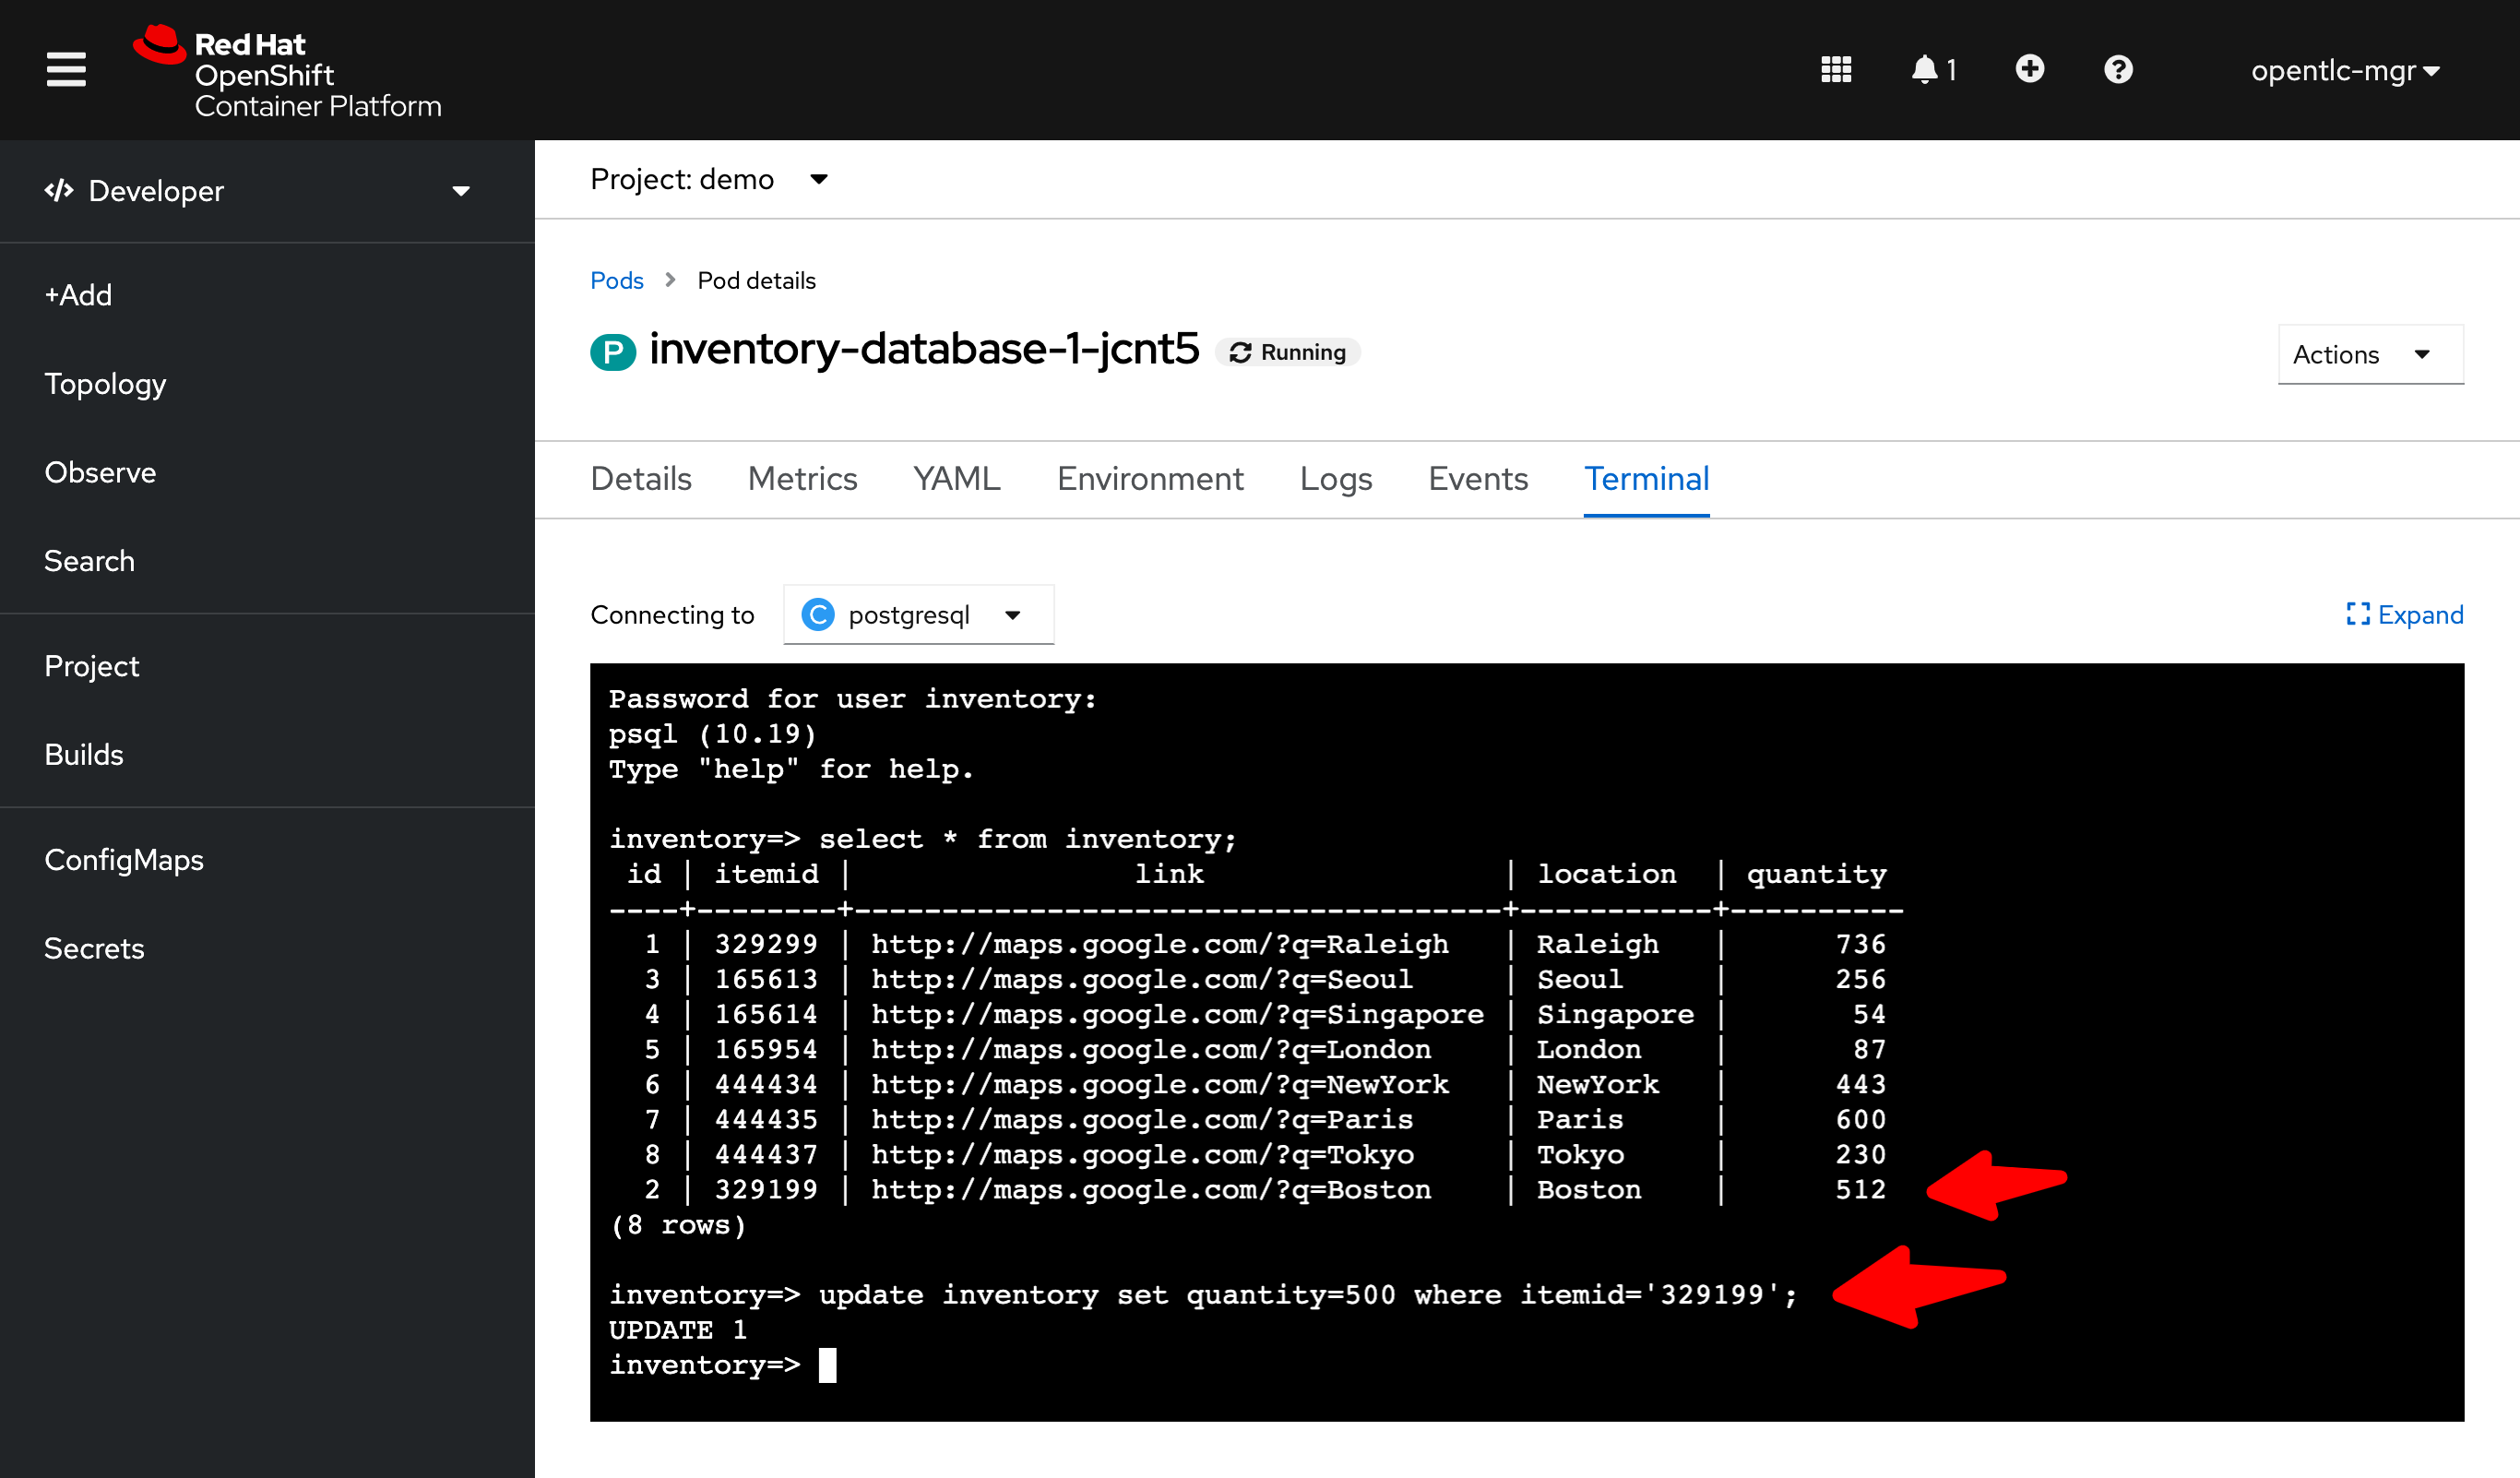 Red Hat
OpenShift
Container Platform
1
opentlc-mgr
Developer
+Add
Topology
Observe
Search
Project
Builds
ConfigMaps
Secrets
Project: demo
Pods > Pod details
P inventory-database-1-jcnt5 Running
Actions
Details Metrics YAML Environment Logs Events Terminal
Connecting to C postgresql
Expand
Password for user inventory:
psql (10.19)
Type "help" for help.
inventory=> select * from inventory;
 id | itemid |                link                 | location  | quantity
----+--------+-------------------------------------+-----------+----------
  1 | 329299 | http://maps.google.com/?q=Raleigh   | Raleigh   |      736
  3 | 165613 | http://maps.google.com/?q=Seoul     | Seoul     |      256
  4 | 165614 | http://maps.google.com/?q=Singapore | Singapore |       54
  5 | 165954 | http://maps.google.com/?q=London    | London    |       87
  6 | 444434 | http://maps.google.com/?q=NewYork   | NewYork   |      443
  7 | 444435 | http://maps.google.com/?q=Paris     | Paris     |      600
  8 | 444437 | http://maps.google.com/?q=Tokyo     | Tokyo     |      230
  2 | 329199 | http://maps.google.com/?q=Boston    | Boston    |      512
(8 rows)
inventory=> update inventory set quantity=500 where itemid='329199';
UPDATE 1
inventory=>